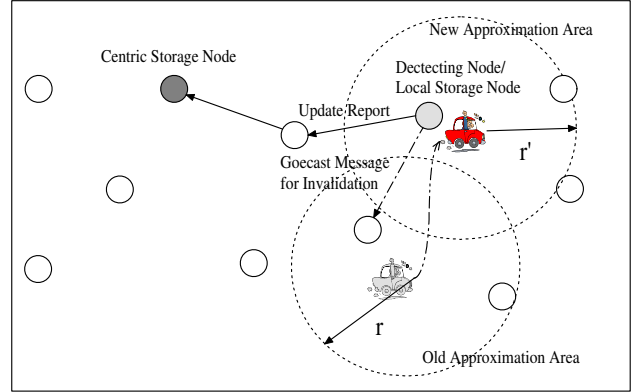 New Approximation Area
Centric Storage Node
Dectecting Node/
Local Storage Node
Update Report
r'
Goecast Message
for Invalidation
r
Old Approximation Area